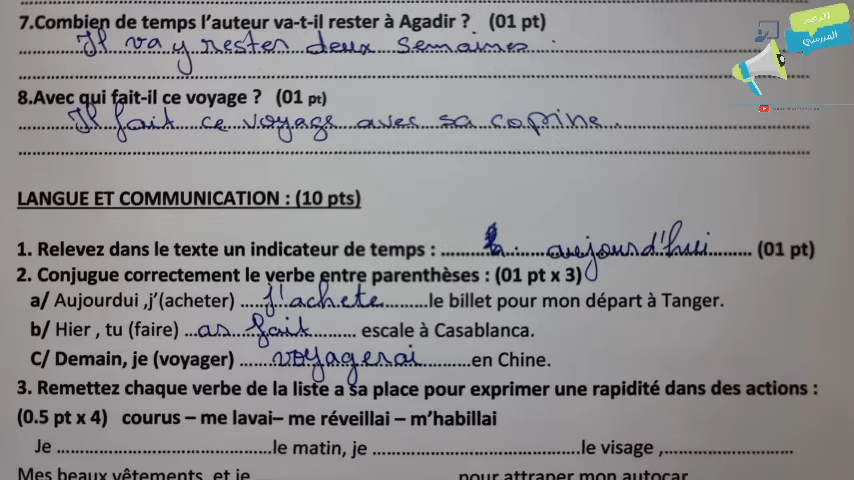 7.Combien de temps l'auteur va-t-il rester à Agadir ? (01 pt)
Il va y rester deux semaines.
8.Avec qui fait-il ce voyage ? (01 pt)
Il fait ce voyage avec sa copine.
LANGUE ET COMMUNICATION : (10 pts)
1. Relevez dans le texte un indicateur de temps : ............ aujourd'hui ......... (01 pt)
2. Conjugue correctement le verbe entre parenthèses : (01 pt x 3)
a/ Aujourdui ,j'(acheter) ....j'achete.........le billet pour mon départ à Tanger.
b/ Hier , tu (faire) ...as fait........... escale à Casablanca.
C/ Demain, je (voyager) ......voyagerai..........en Chine.
3. Remettez chaque verbe de la liste a sa place pour exprimer une rapidité dans des actions :
(0.5 pt x 4) courus – me lavai– me réveillai – m'habillai
Je ..................................................le matin, je ..................................................le visage ,..............................
Mes beaux vêtements, et je .................................................. pour attraper mon autocar
الدعم
المدرسي